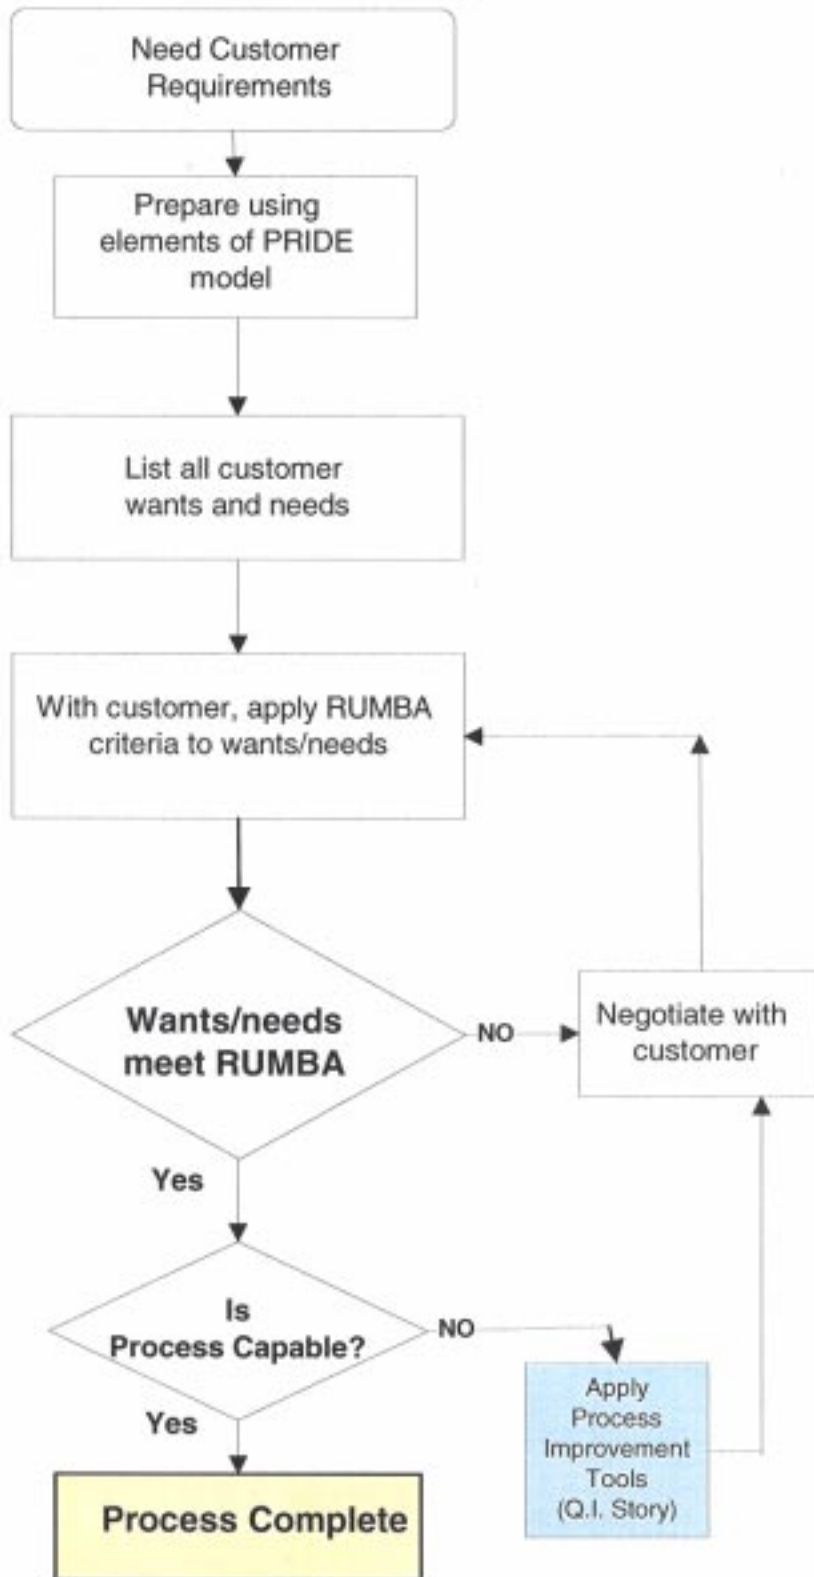 Need Customer
Requirements
Prepare using
elements of PRIDE
model
List all customer
wants and needs
With customer, apply RUMBA
criteria to wants/needs
Wants/needs
meet RUMBA
NO
Negotiate with
customer
Yes
Is
Process Capable?
NO
Apply
Process
Improvement
Tools
(Q.I. Story)
Yes
Process Complete